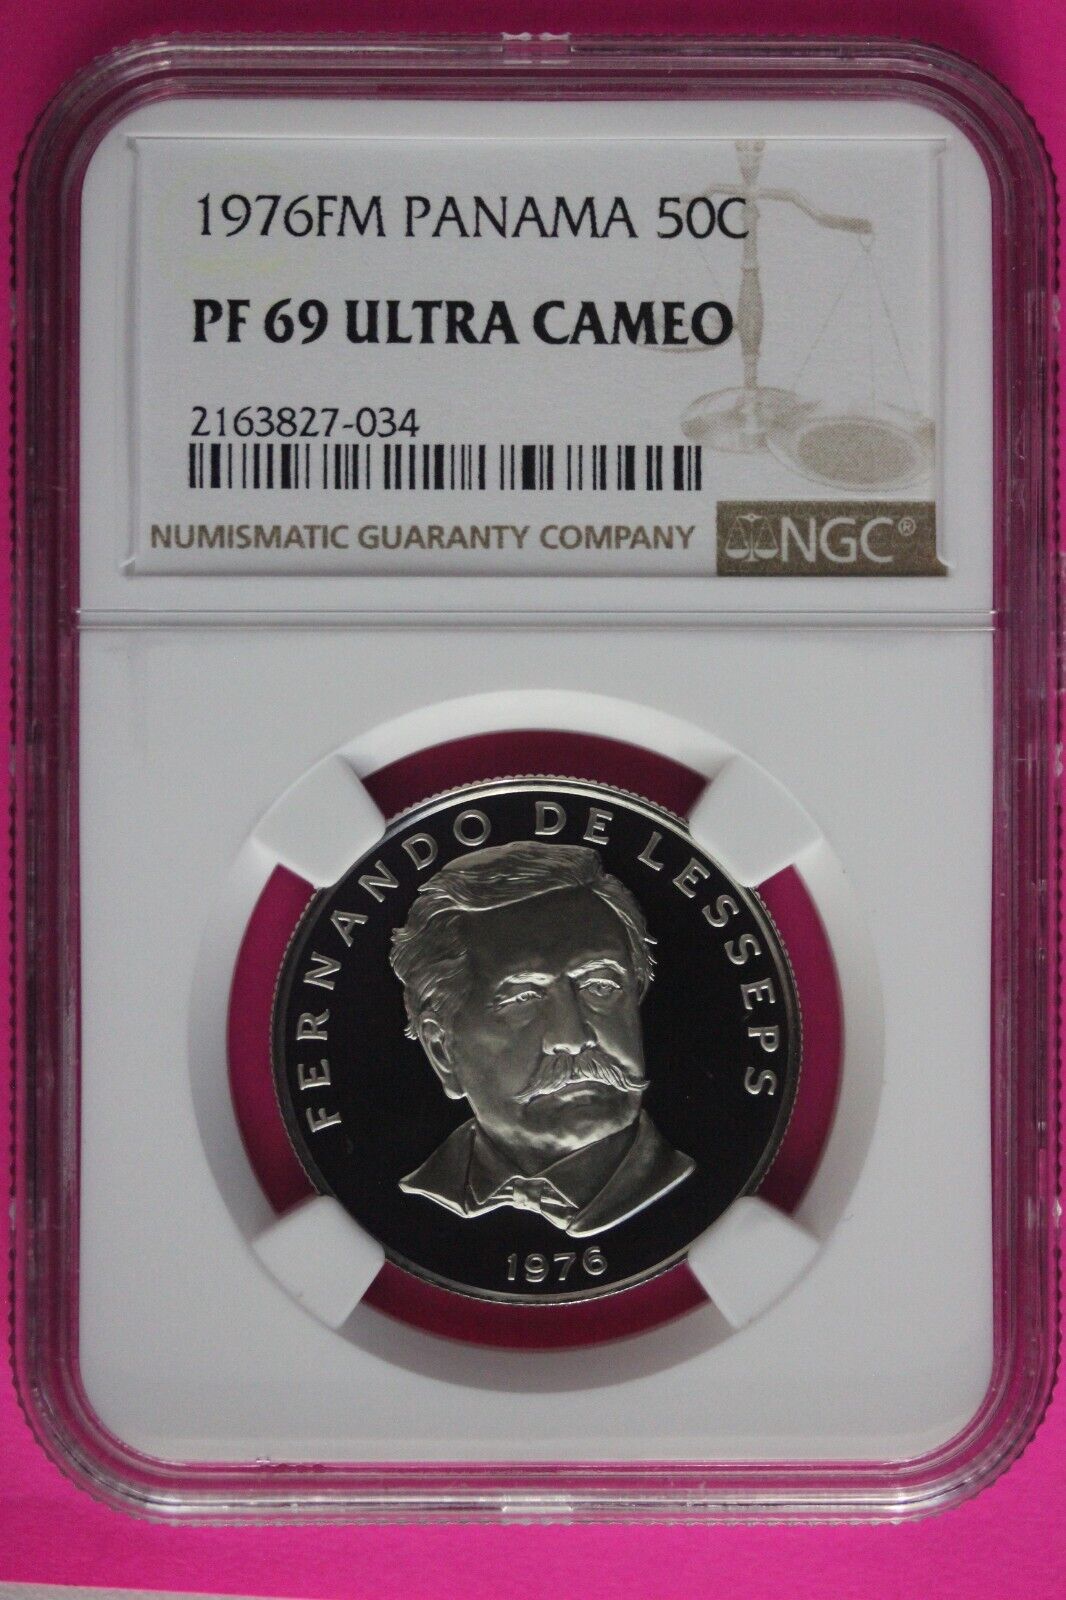 1976FM PANAMA 50C
PF 69 ULTRA CAMEO
2163827-034
NUMISMATIC GUARANTY COMPANY NGC®
FERNANDO DE LESSEPS
1976